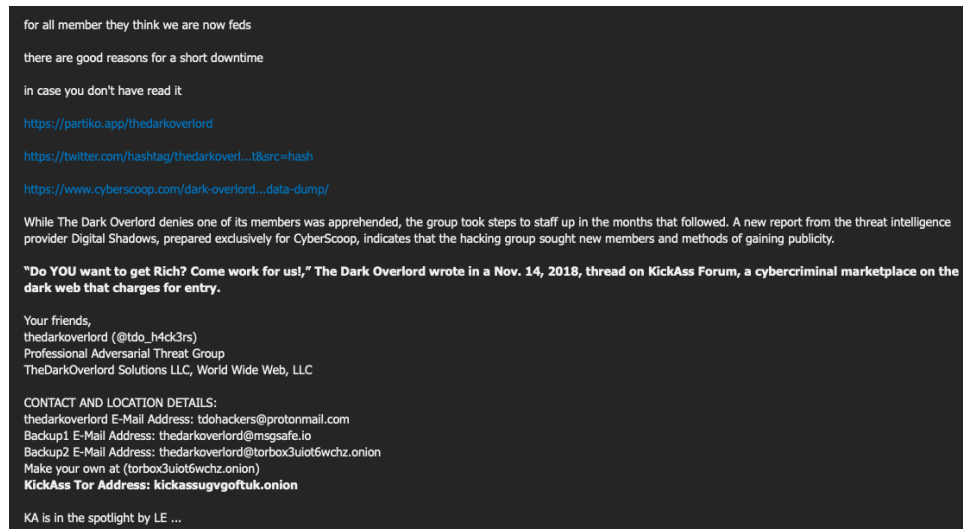 for all member they think we are now feds
there are good reasons for a short downtime
in case you don't have read it
https://partiko.app/thedarkoverlord
https://twitter.com/hashtag/thedarkoverl...t&src=hash
https://www.cyberscoop.com/dark-overlord...data-dump/
While The Dark Overlord denies one of its members was apprehended, the group took steps to staff up in the months that followed. A new report from the threat intelligence
provider Digital Shadows, prepared exclusively for CyberScoop, indicates that the hacking group sought new members and methods of gaining publicity.
“Do YOU want to get Rich? Come work for us!,” The Dark Overlord wrote in a Nov. 14, 2018, thread on KickAss Forum, a cybercriminal marketplace on the
dark web that charges for entry.
Your friends,
thedarkoverlord (@tdo_h4ck3rs)
Professional Adversarial Threat Group
TheDarkOverlord Solutions LLC, World Wide Web, LLC
CONTACT AND LOCATION DETAILS:
thedarkoverlord E-Mail Address: tdohackers@protonmail.com
Backup1 E-Mail Address: thedarkoverlord@msgsafe.io
Backup2 E-Mail Address: thedarkoverlord@torbox3uiot6wchz.onion
Make your own at (torbox3uiot6wchz.onion)
KickAss Tor Address: kickassugvgoftuk.onion
KA is in the spotlight by LE ...